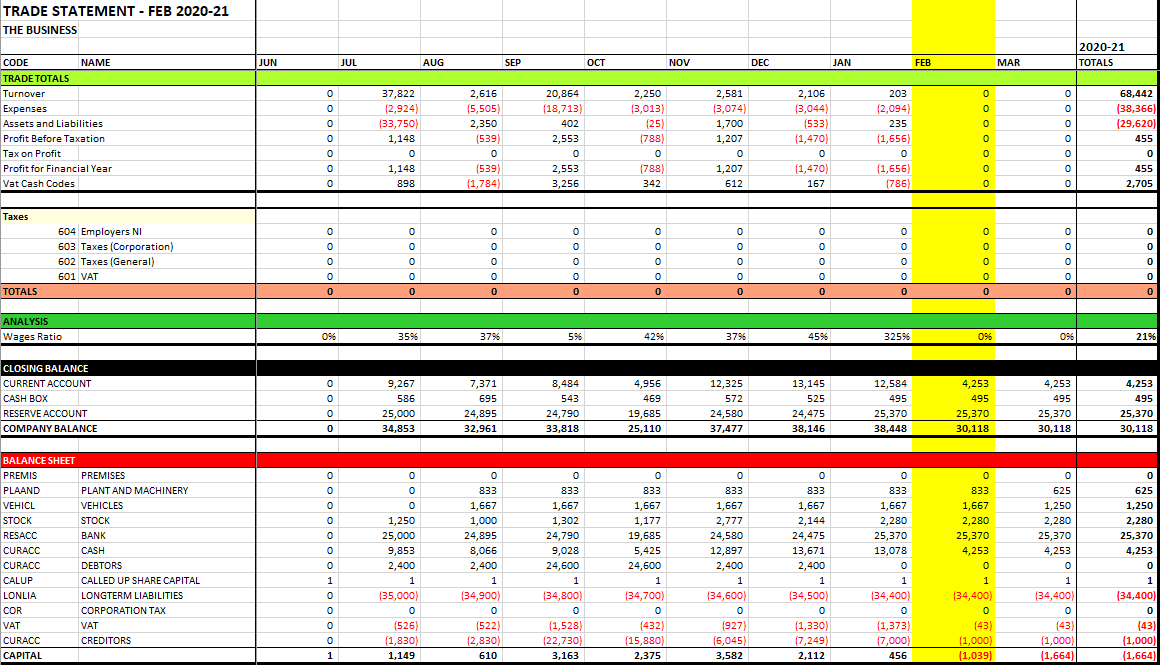 TRADE STATEMENT - FEB 2020-21
THE BUSINESS
2020-21
CODE NAME JUN JUL AUG SEP OCT NOV DEC JAN FEB MAR TOTALS
TRADE TOTALS
Turnover 0 37,822 2,616 20,864 2,250 2,581 2,106 203 0 0 68,442
Expenses 0 (2,924) (5,505) (18,713) (3,013) (3,074) (3,044) (2,094) 0 0 (38,366)
Assets and Liabilities 0 (33,750) 2,350 402 (25) 1,700 (533) 235 0 0 (29,620)
Profit Before Taxation 0 1,148 (539) 2,553 (788) 1,207 (1,470) (1,656) 0 0 455
Tax on Profit 0 0 0 0 0 0 0 0 0 0 0
Profit for Financial Year 0 1,148 (539) 2,553 (788) 1,207 (1,470) (1,656) 0 0 455
Vat Cash Codes 0 898 (1,784) 3,256 342 612 167 (786) 0 0 2,705
Taxes
604 Employers NI 0 0 0 0 0 0 0 0 0 0 0
603 Taxes (Corporation) 0 0 0 0 0 0 0 0 0 0 0
602 Taxes (General) 0 0 0 0 0 0 0 0 0 0 0
601 VAT 0 0 0 0 0 0 0 0 0 0 0
TOTALS 0 0 0 0 0 0 0 0 0 0 0
ANALYSIS
Wages Ratio 0% 35% 37% 5% 42% 37% 45% 325% 0% 0% 21%
CLOSING BALANCE
CURRENT ACCOUNT 0 9,267 7,371 8,484 4,956 12,325 13,145 12,584 4,253 4,253 4,253
CASH BOX 0 586 695 543 469 572 525 495 495 495 495
RESERVE ACCOUNT 0 25,000 24,895 24,790 19,685 24,580 24,475 25,370 25,370 25,370 25,370
COMPANY BALANCE 0 34,853 32,961 33,818 25,110 37,477 38,146 38,448 30,118 30,118 30,118
BALANCE SHEET
PREMIS PREMISES 0 0 0 0 0 0 0 0 0 0 0
PLAAND PLANT AND MACHINERY 0 0 833 833 833 833 833 833 833 625 625
VEHICL VEHICLES 0 0 1,667 1,667 1,667 1,667 1,667 1,667 1,667 1,250 1,250
STOCK STOCK 0 1,250 1,000 1,302 1,177 2,777 2,144 2,280 2,280 2,280 2,280
RESACC BANK 0 25,000 24,895 24,790 19,685 24,580 24,475 25,370 25,370 25,370 25,370
CURACC CASH 0 9,853 8,066 9,028 5,425 12,897 13,671 13,078 4,253 4,253 4,253
CURACC DEBTORS 0 2,400 2,400 24,600 24,600 2,400 2,400 0 0 0 0
CALUP CALLED UP SHARE CAPITAL 1 1 1 1 1 1 1 1 1 1 1
LONLIA LONGTERM LIABILITIES 0 (35,000) (34,900) (34,800) (34,700) (34,600) (34,500) (34,400) (34,400) (34,400) (34,400)
COR CORPORATION TAX 0 0 0 0 0 0 0 0 0 0 0
VAT VAT 0 (526) (522) (1,528) (432) (927) (1,330) (1,373) (43) (43) (43)
CURACC CREDITORS 0 (1,830) (2,830) (22,730) (15,880) (6,045) (7,249) (7,000) (1,000) (1,000) (1,000)
CAPITAL 1 1,149 610 3,163 2,375 3,582 2,112 456 (1,039) (1,664) (1,664)